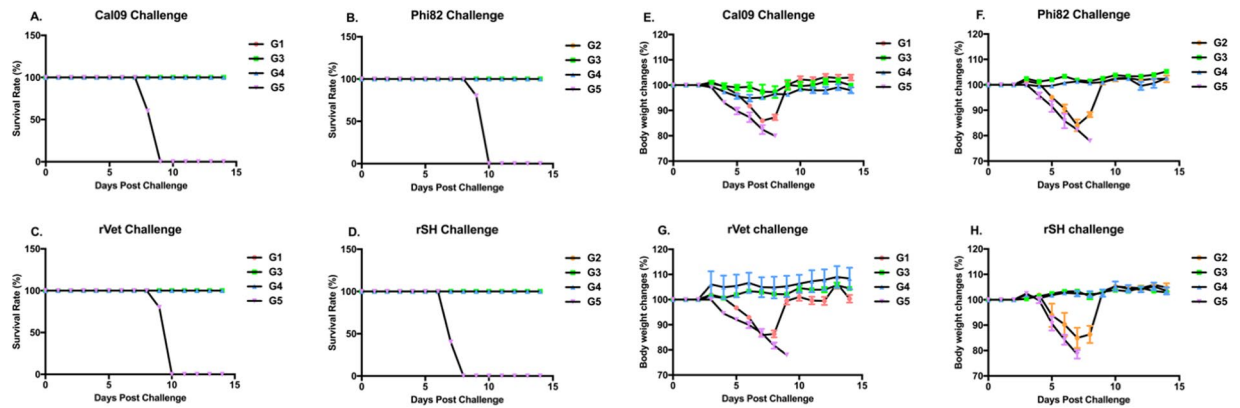 A.
Cal09 Challenge
Survival Rate (%)
150
100
50
0
0
5
10
15
Days Post Challenge
G1
G3
G4
G5
B.
Phi82 Challenge
Survival Rate (%)
150
100
50
0
0
5
10
15
Days Post Challenge
G2
G3
G4
G5
E.
Cal09 Challenge
Body weight changes (%)
120
110
100
90
80
70
0
5
10
15
Days Post Challenge
G1
G3
G4
G5
F.
Phi82 Challenge
Body weight changes (%)
120
110
100
90
80
70
0
5
10
15
Days Post Challenge
G2
G3
G4
G5
C.
rVet Challenge
Survival Rate (%)
150
100
50
0
0
5
10
15
Days Post Challenge
G1
G3
G4
G5
D.
rSH Challenge
Survival Rate (%)
150
100
50
0
0
5
10
15
Days Post Challenge
G2
G3
G4
G5
G.
rVet challenge
Body weight changes (%)
120
110
100
90
80
70
0
5
10
15
Days Post Challenge
G1
G3
G4
G5
H.
rSH challenge
Body weight changes (%)
120
110
100
90
80
70
0
5
10
15
Days Post Challenge
G2
G3
G4
G5